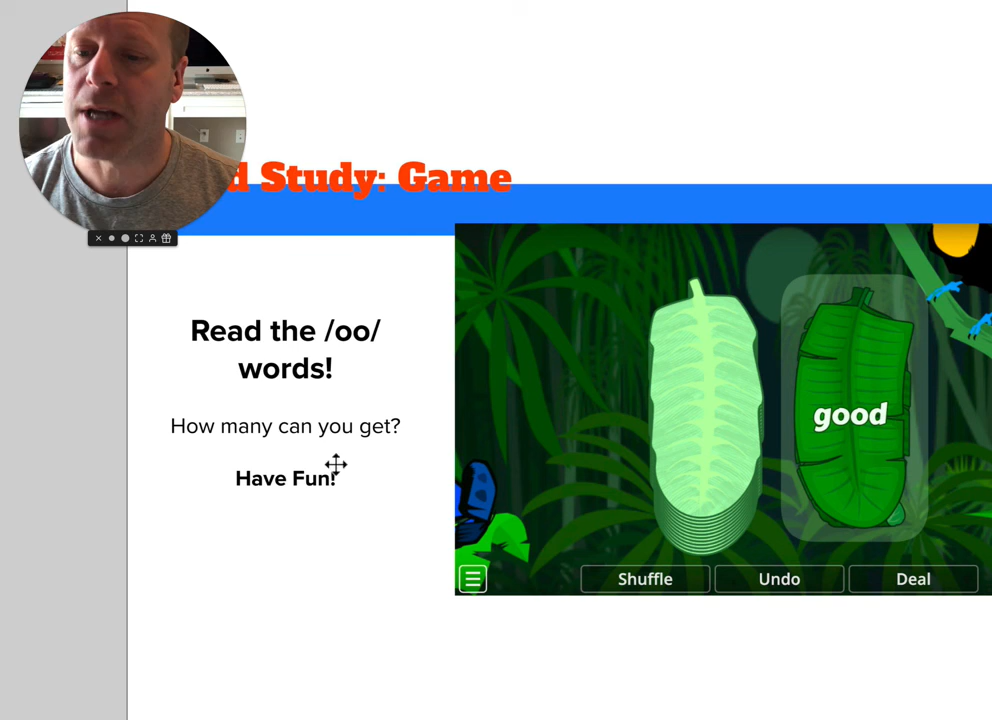 d Study: Game
Read the /oo/
words!
How many can you get?
Have Fun!
good
Shuffle
Undo
Deal